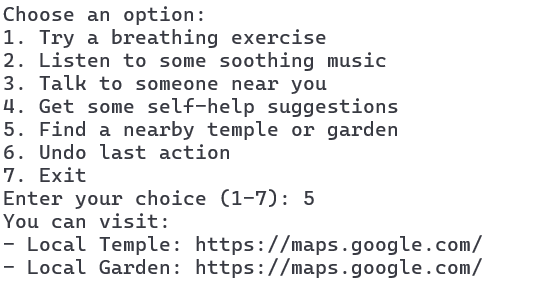 Choose an option:
1. Try a breathing exercise
2. Listen to some soothing music
3. Talk to someone near you
4. Get some self-help suggestions
5. Find a nearby temple or garden
6. Undo last action
7. Exit
Enter your choice (1-7): 5
You can visit:
- Local Temple: https://maps.google.com/
- Local Garden: https://maps.google.com/